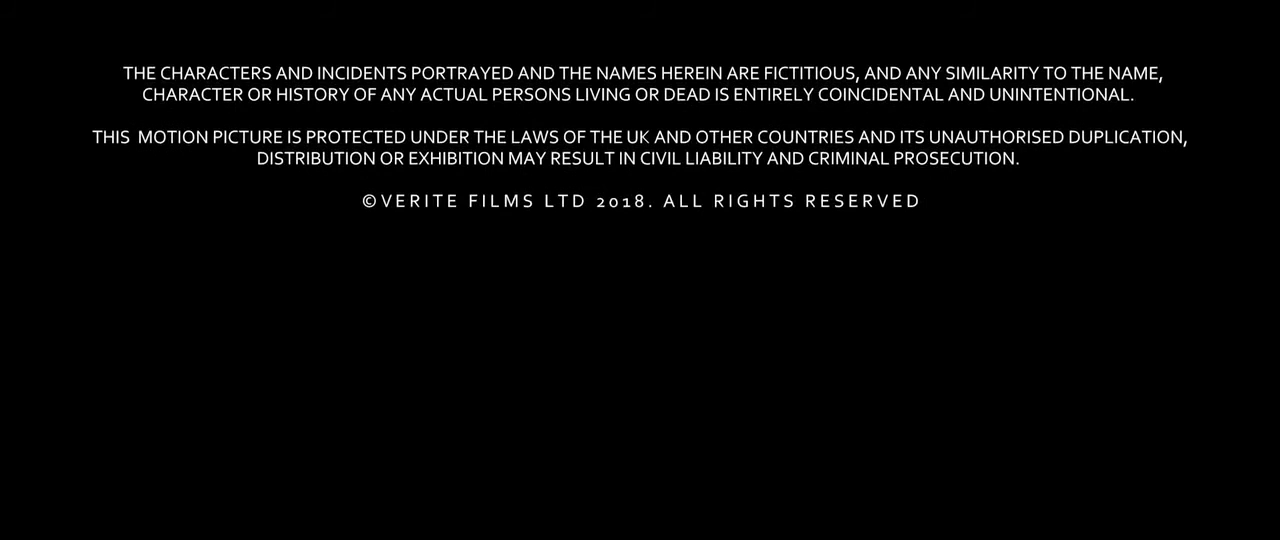 THE CHARACTERS AND INCIDENTS PORTRAYED AND THE NAMES HEREIN ARE FICTITIOUS, AND ANY SIMILARITY TO THE NAME,
CHARACTER OR HISTORY OF ANY ACTUAL PERSONS LIVING OR DEAD IS ENTIRELY COINCIDENTAL AND UNINTENTIONAL.
THIS  MOTION PICTURE IS PROTECTED UNDER THE LAWS OF THE UK AND OTHER COUNTRIES AND ITS UNAUTHORISED DUPLICATION,
DISTRIBUTION OR EXHIBITION MAY RESULT IN CIVIL LIABILITY AND CRIMINAL PROSECUTION.
©VERITE FILMS LTD 2018. ALL RIGHTS RESERVED